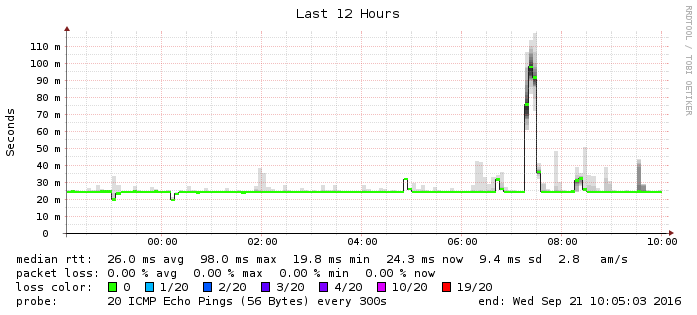 Last 12 Hours
RRDTOOL / TOBI OETIKER
Seconds
110 m
100 m
90 m
80 m
70 m
60 m
50 m
40 m
30 m
20 m
10 m
0
00:00 02:00 04:00 06:00 08:00 10:00
median rtt: 26.0 ms avg 98.0 ms max 19.8 ms min 24.3 ms now 9.4 ms sd 2.8 am/s
packet loss: 0.00 % avg 0.00 % max 0.00 % min 0.00 % now
loss color: 0 1/20 2/20 3/20 4/20 10/20 19/20
probe: 20 ICMP Echo Pings (56 Bytes) every 300s end: Wed Sep 21 10:05:03 2016